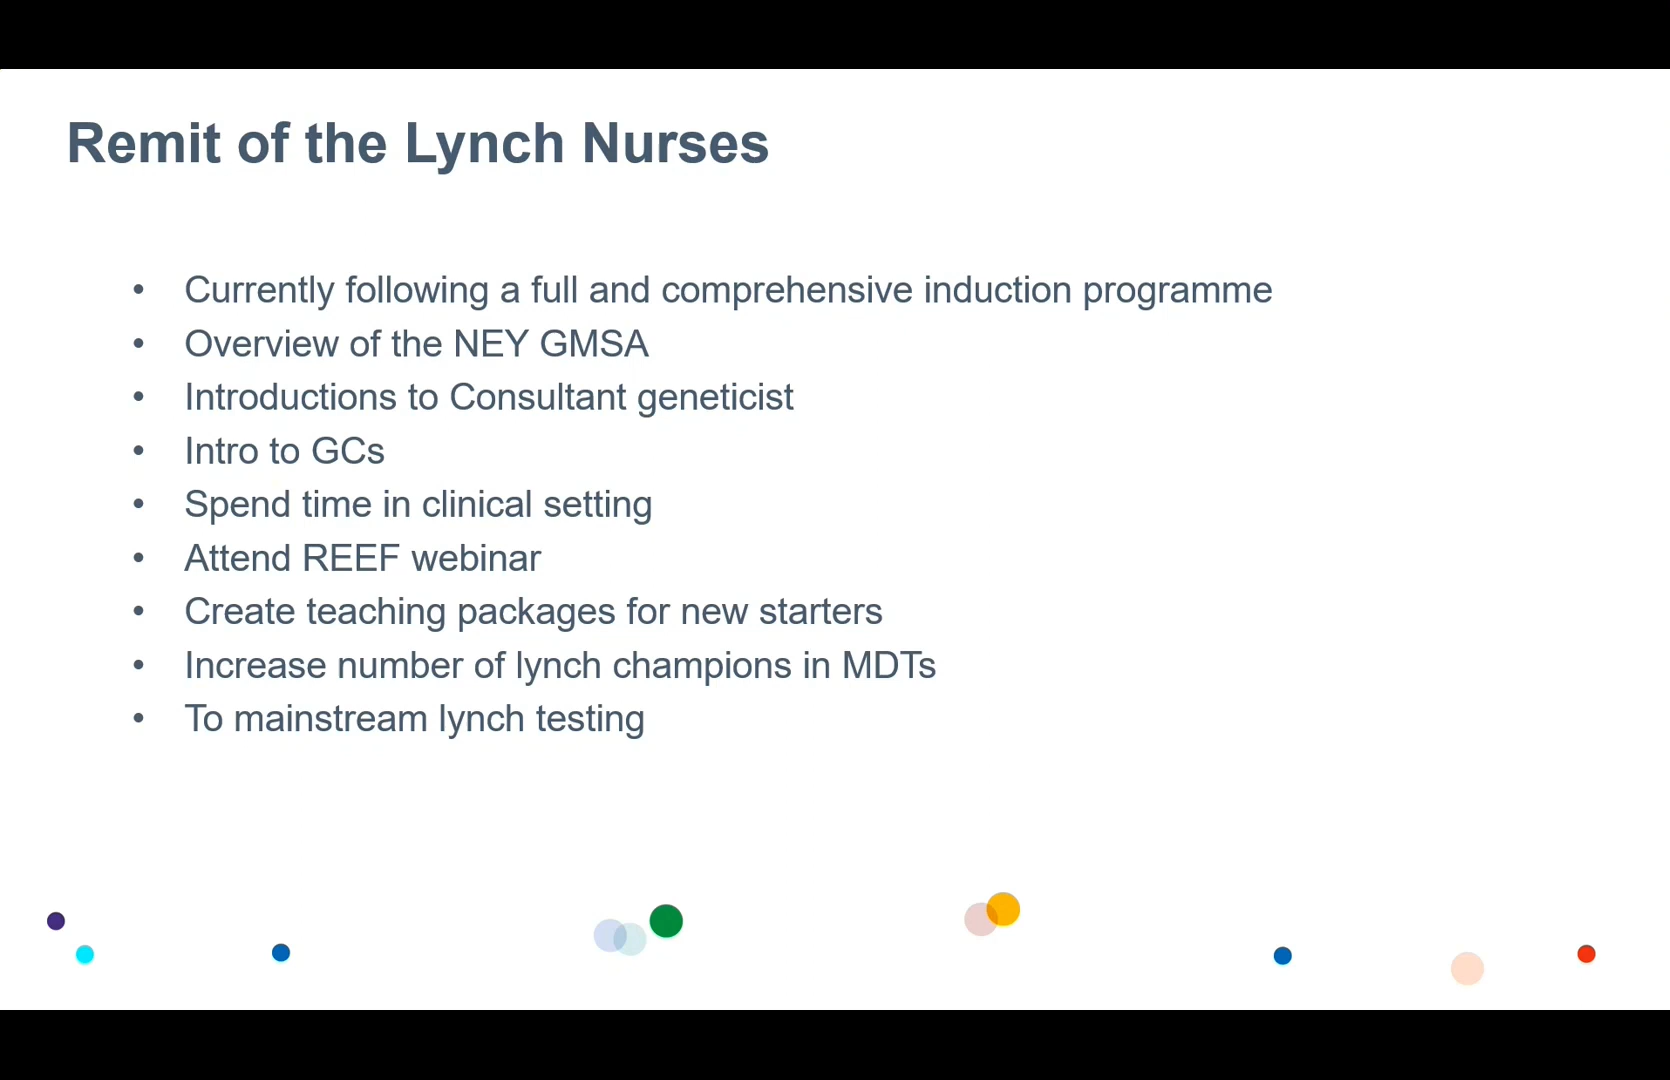 Remit of the Lynch Nurses
• Currently following a full and comprehensive induction programme
• Overview of the NEY GMSA
• Introductions to Consultant geneticist
• Intro to GCs
• Spend time in clinical setting
• Attend REEF webinar
• Create teaching packages for new starters
• Increase number of lynch champions in MDTs
• To mainstream lynch testing